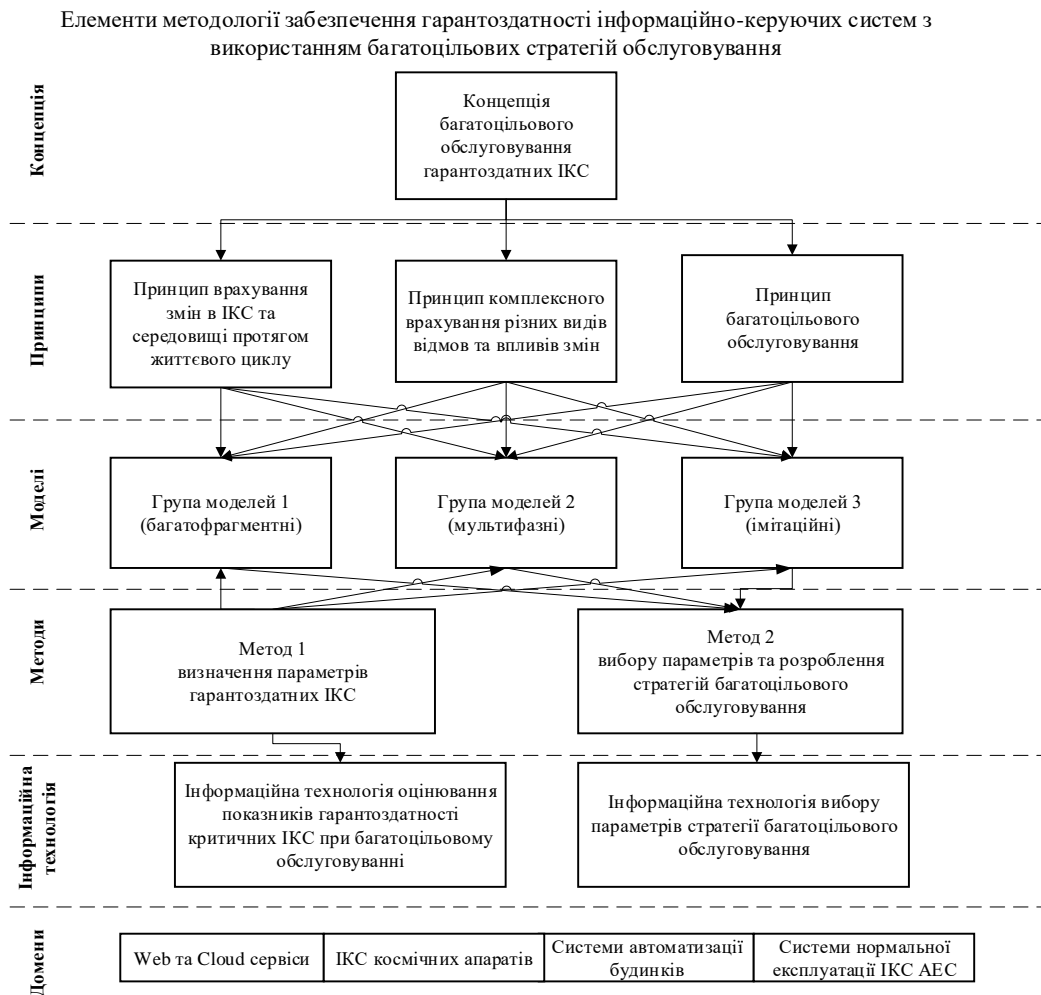 Елементи методології забезпечення гарантоздатності інформаційно-керуючих систем з
використанням багатоцільових стратегій обслуговування
Концепція
Концепція
багатоцільового
обслуговування
гарантоздатних ІКС
Принципи
Принцип врахування
змін в ІКС та
середовищі протягом
життєвого циклу
Принцип комплексного
врахування різних видів
відмов та впливів змін
Принцип
багатоцільового
обслуговування
Моделі
Група моделей 1
(багатофрагментні)
Група моделей 2
(мультифазні)
Група моделей 3
(імітаційні)
Методи
Метод 1
визначення параметрів
гарантоздатних ІКС
Метод 2
вибору параметрів та розроблення
стратегій багатоцільового
обслуговування
Інформаційна
технологія
Інформаційна технологія оцінювання
показників гарантоздатності
критичних ІКС при багатоцільовому
обслуговуванні
Інформаційна технологія вибору
параметрів стратегії багатоцільового
обслуговування
Домени
Web та Cloud сервіси
ІКС космічних апаратів
Системи автоматизації
будинків
Системи нормальної
експлуатації ІКС АЕС